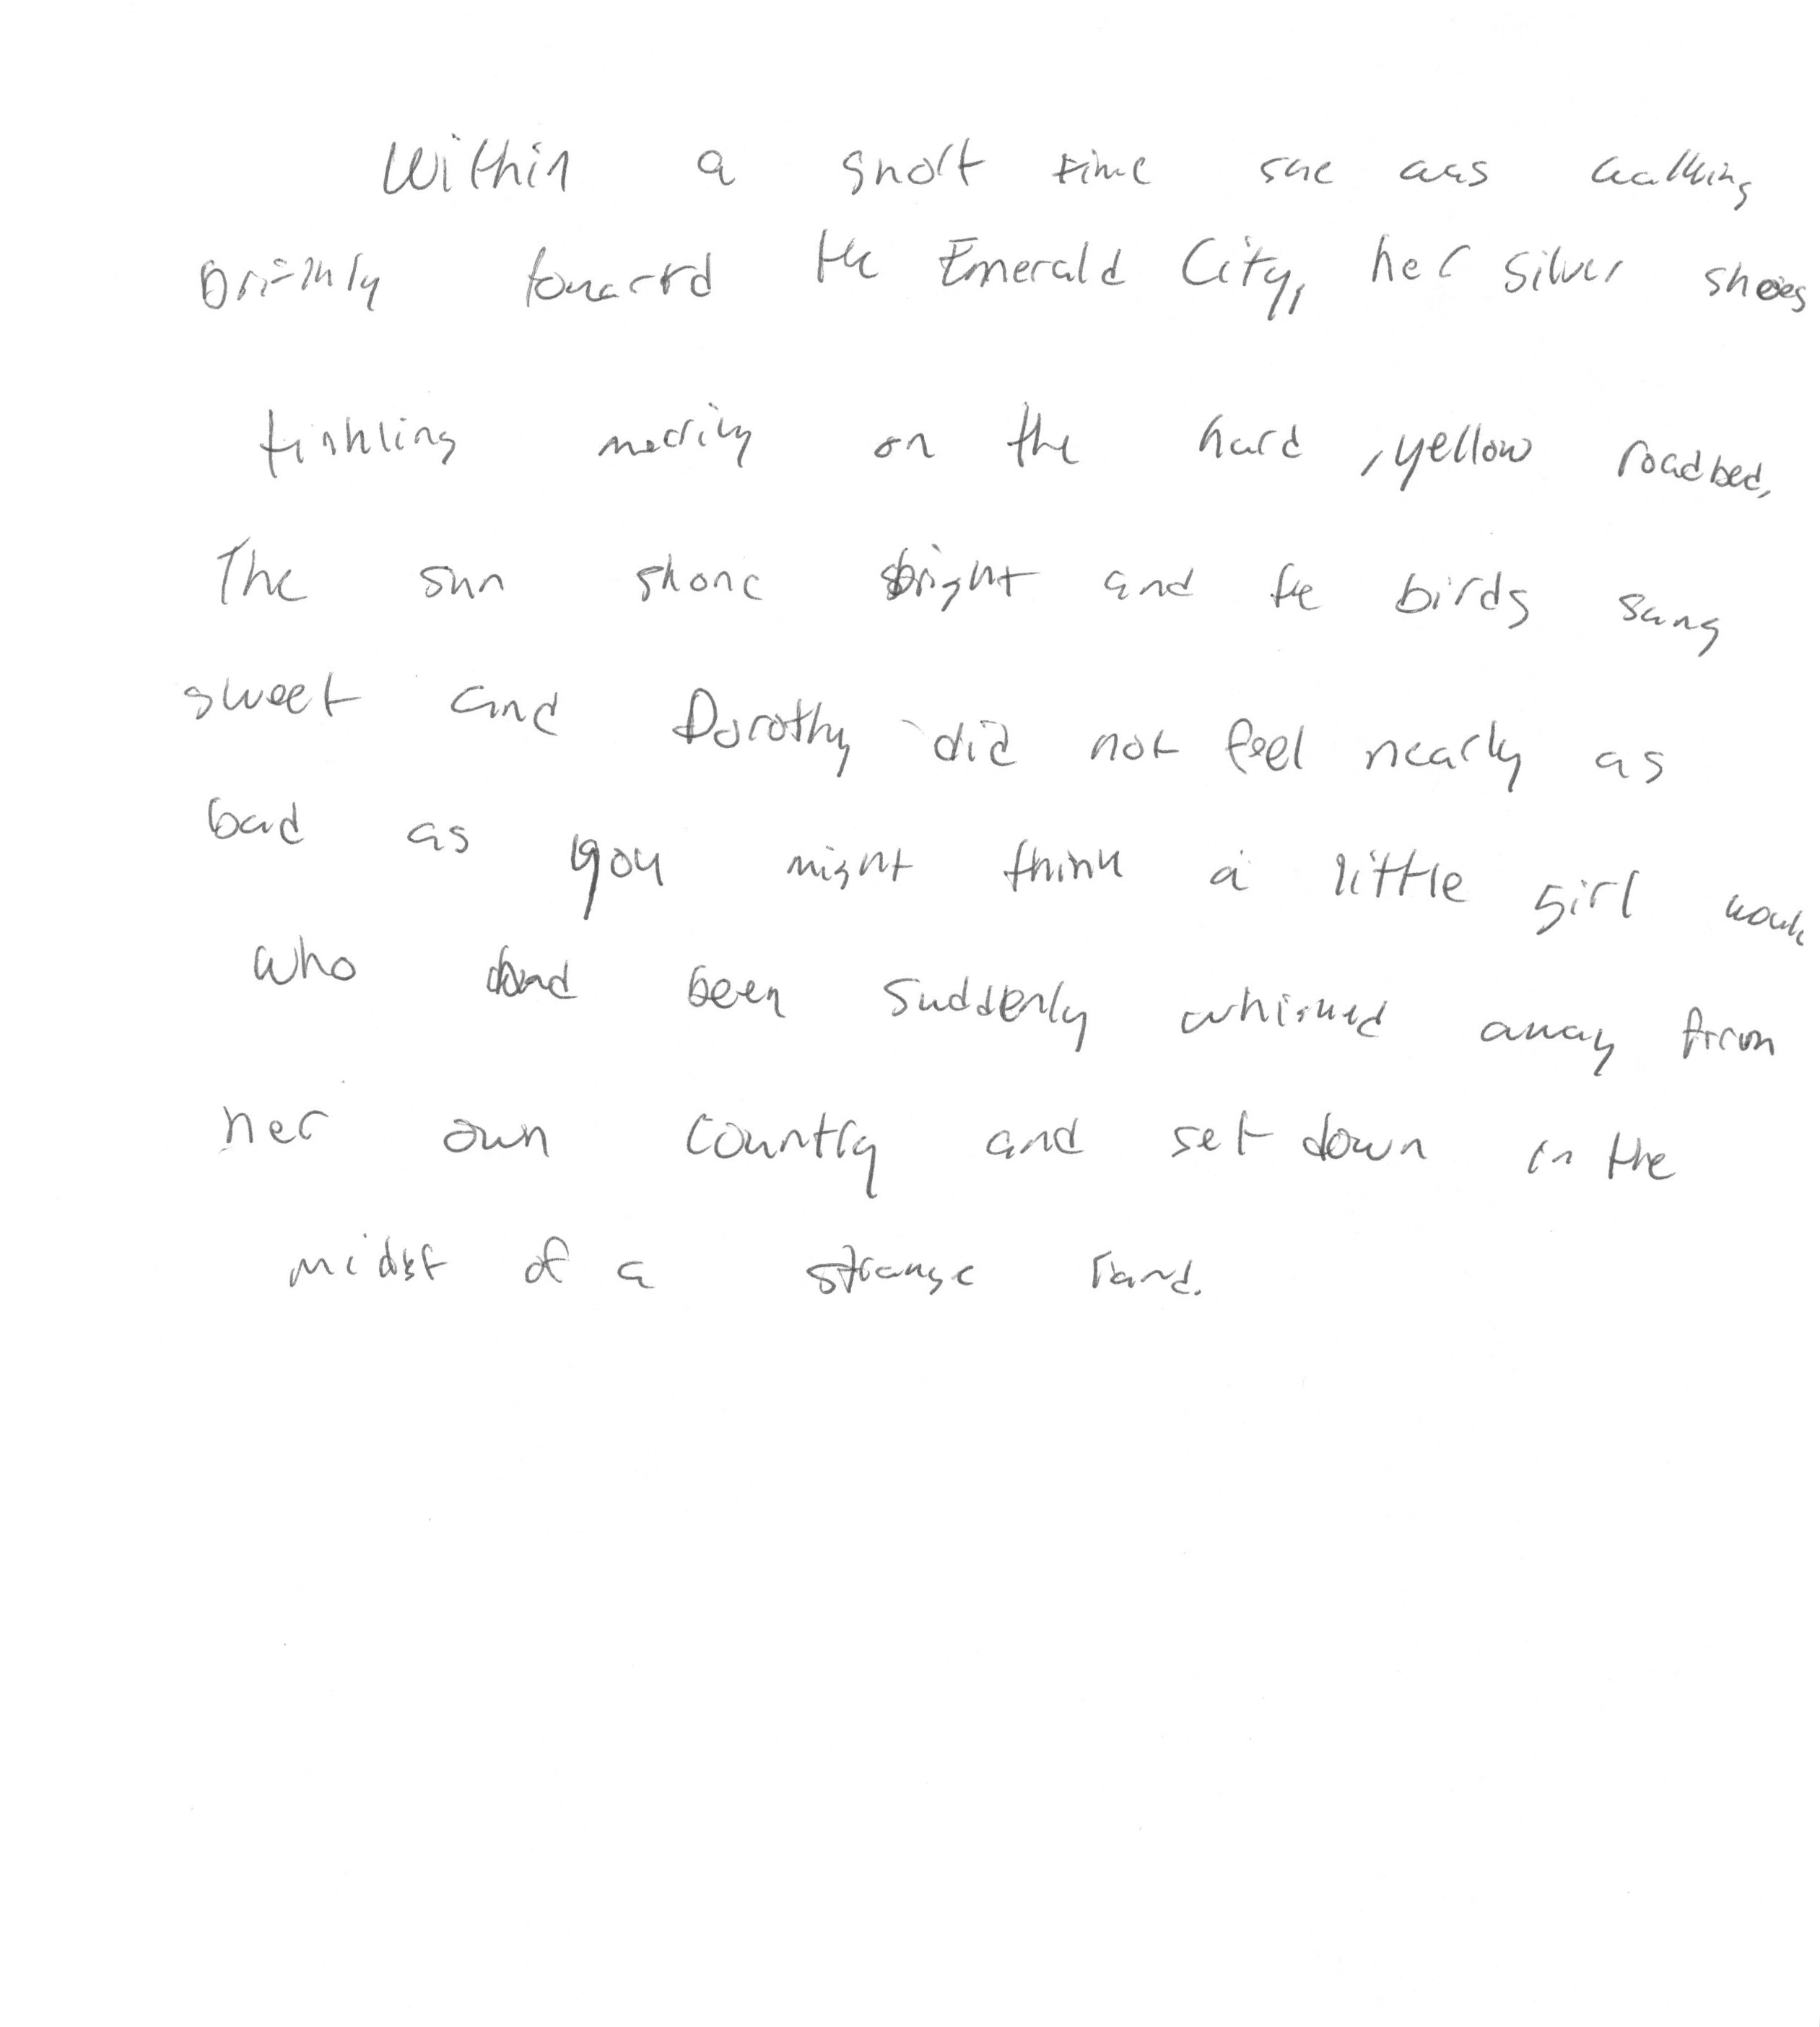 Within a short time she was walking
briskly toward the Emerald City, her silver shoes
tinkling merrily on the hard, yellow roadbed.
The sun shone bright and the birds sang
sweet and Dorothy did not feel nearly as
bad as you might think a little girl would
who had been suddenly whisked away from
her own country and set down in the
midst of a strange land.